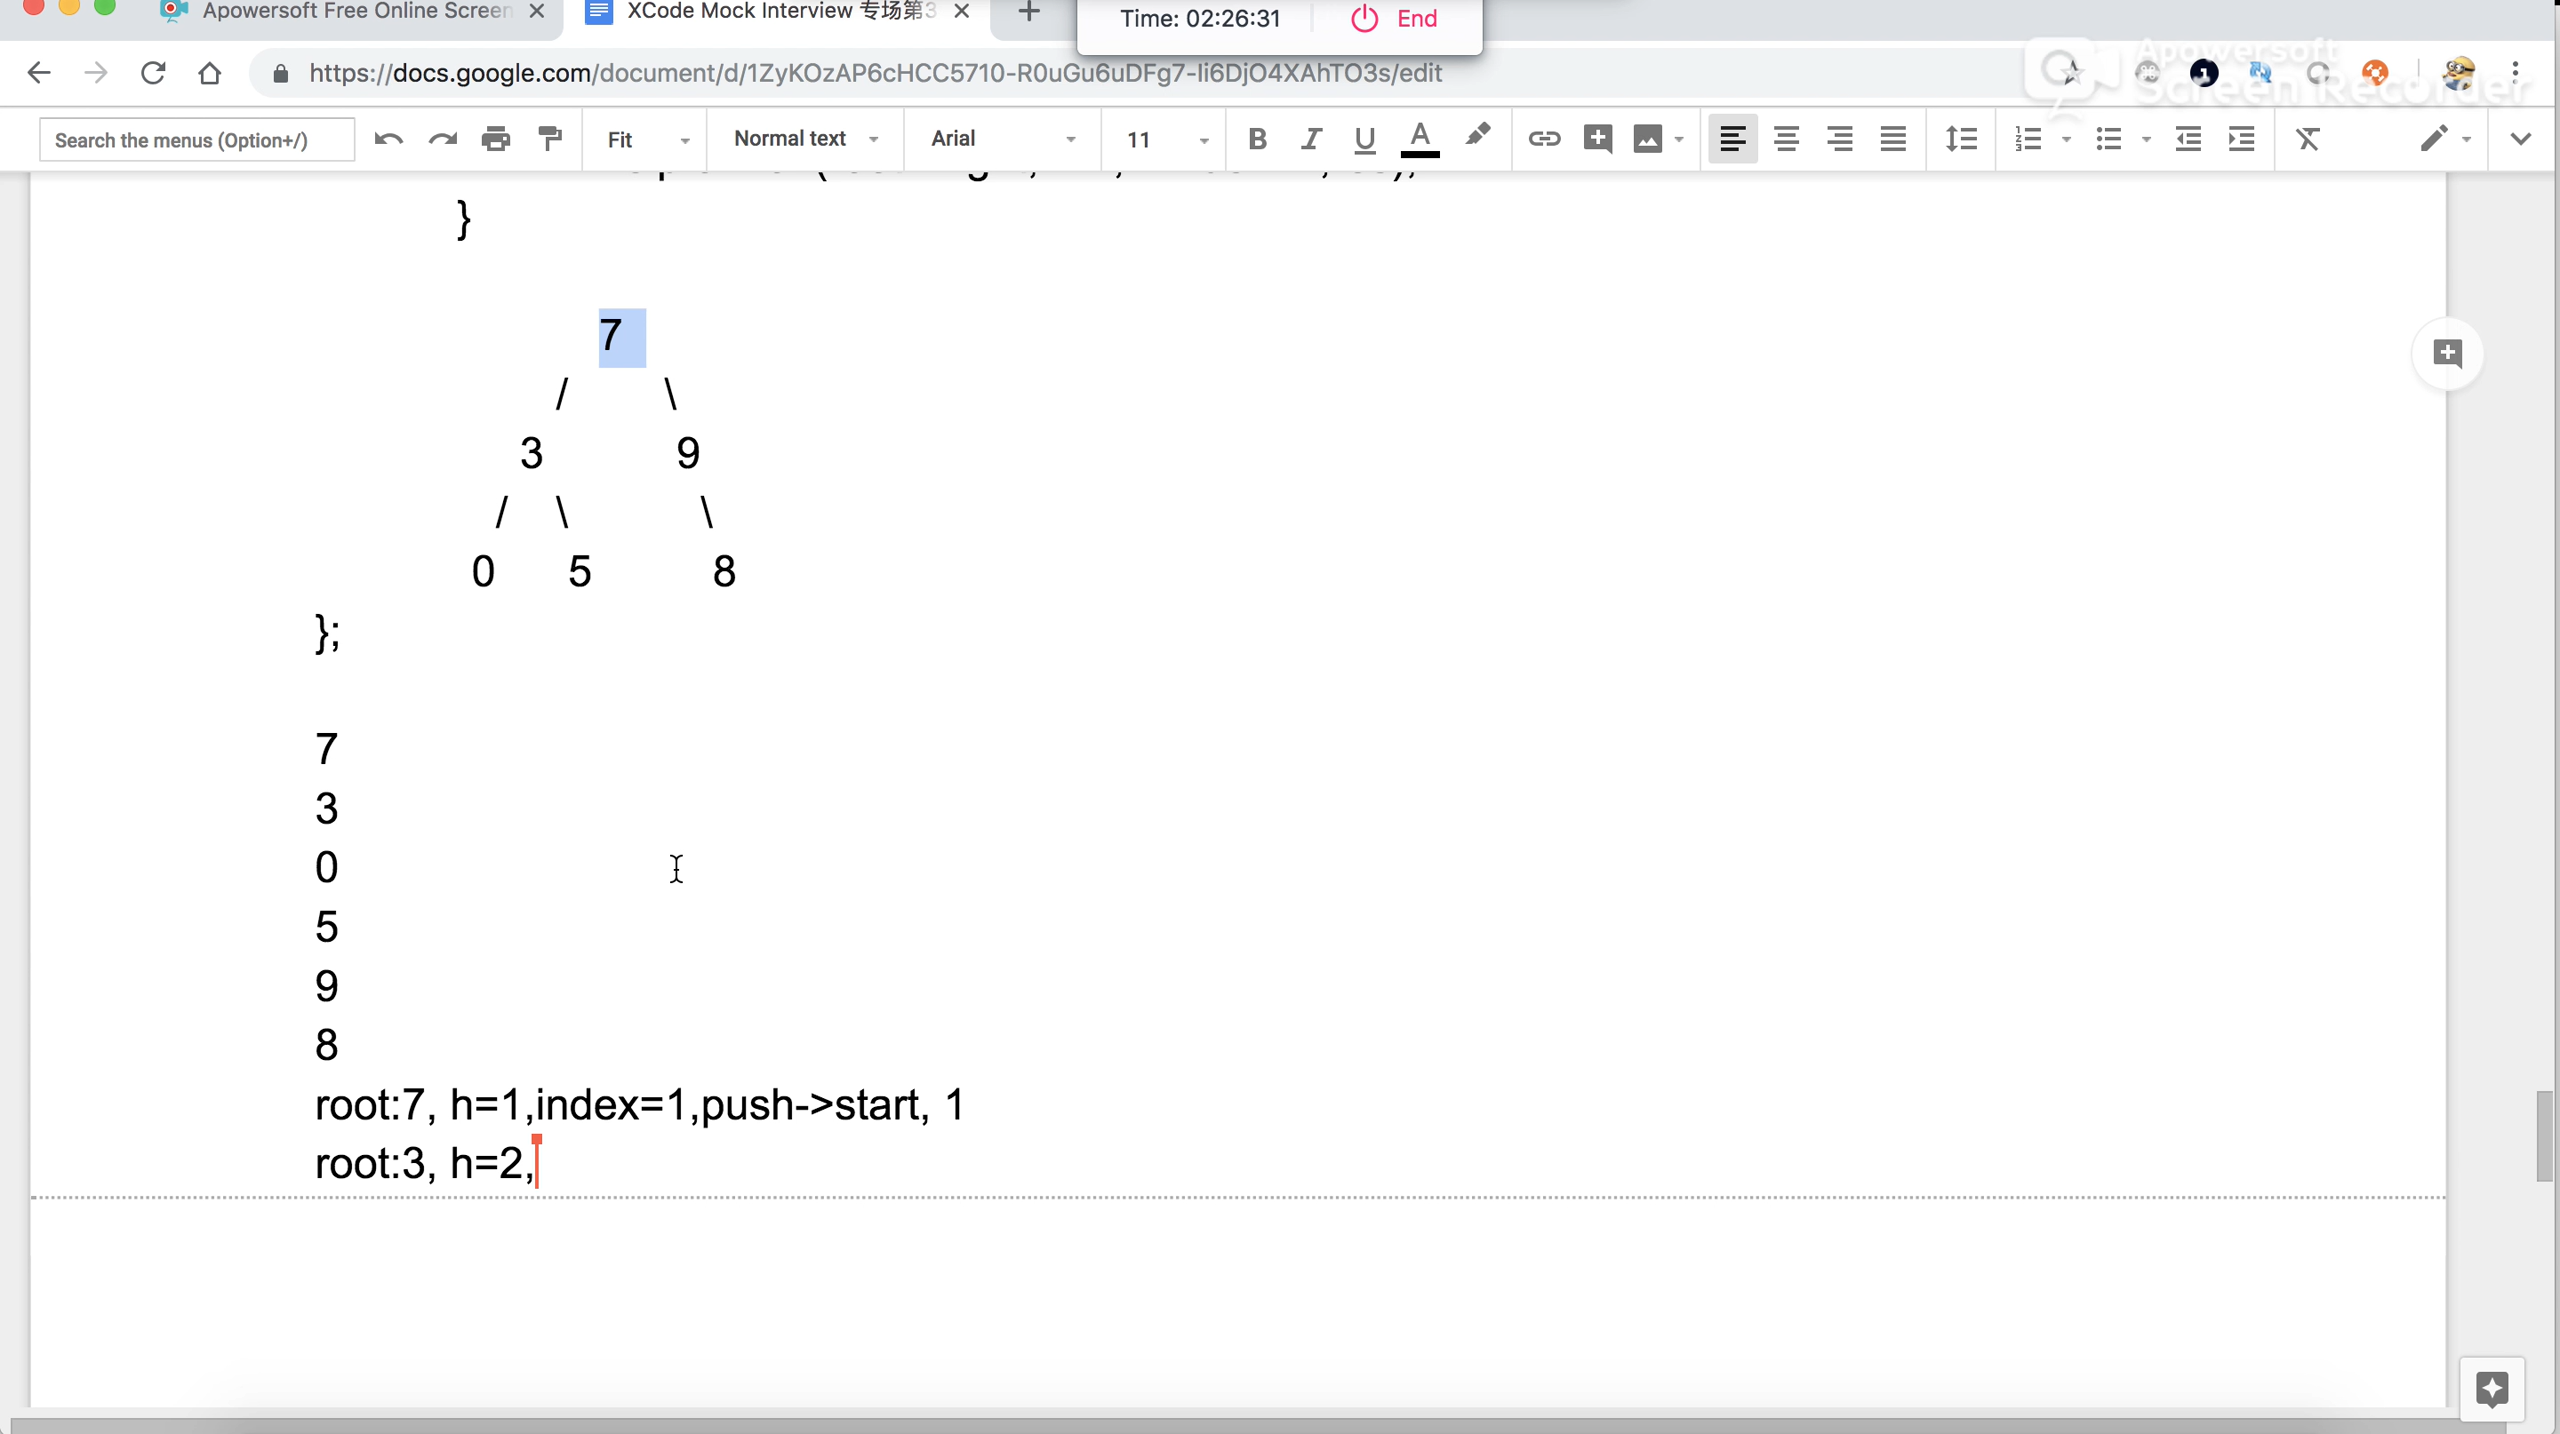 Apowersoft Free Online Screen
XCode Mock Interview 专场第3
Time: 02:26:31
End
https://docs.google.com/document/d/1ZyKOzAP6cHCC5710-R0uGu6uDFg7-li6DjO4XAhTO3s/edit
Apowersoft
Screen Recorder
Search the menus (Option+/)
Fit
Normal text
Arial
11
B I U A
}
7
/ \
3 9
/ \ \
0 5 8
};
7
3
0
5
9
8
root:7, h=1,index=1,push->start, 1
root:3, h=2,